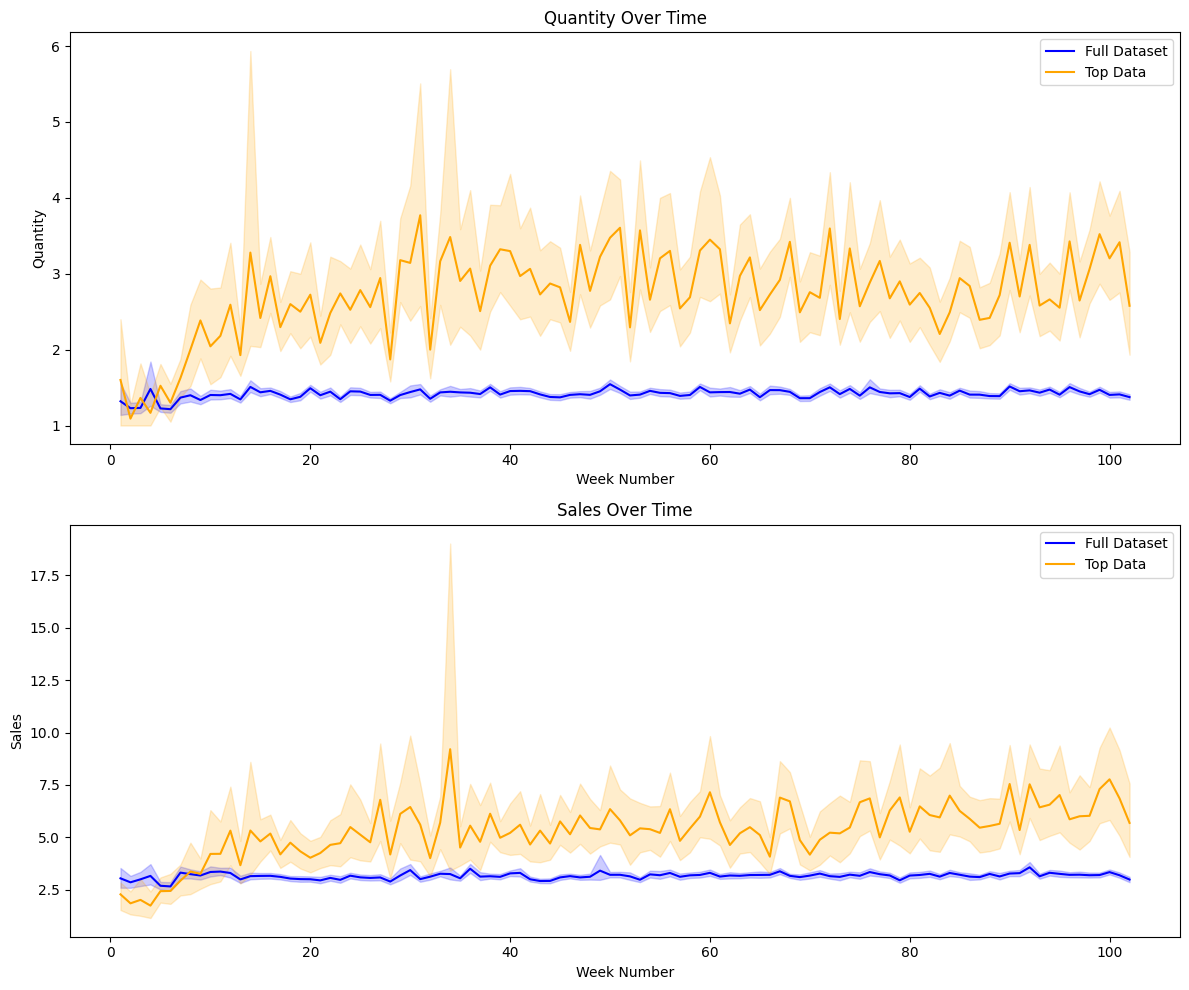 Quantity Over Time
Full Dataset
Top Data
6
5
4
3
2
1
Quantity
0 20 40 60 80 100
Week Number
Sales Over Time
Full Dataset
Top Data
17.5
15.0
12.5
10.0
7.5
5.0
2.5
Sales
0 20 40 60 80 100
Week Number